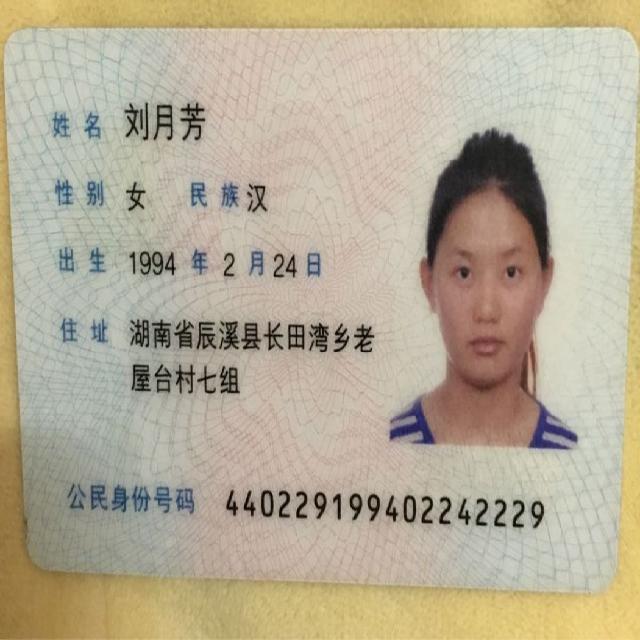 姓名 刘月芳
性别 女 民族 汉
出生 1994 年 2 月 24 日
住址 湖南省辰溪县长田湾乡老
屋台村七组
公民身份号码 440229199402242229